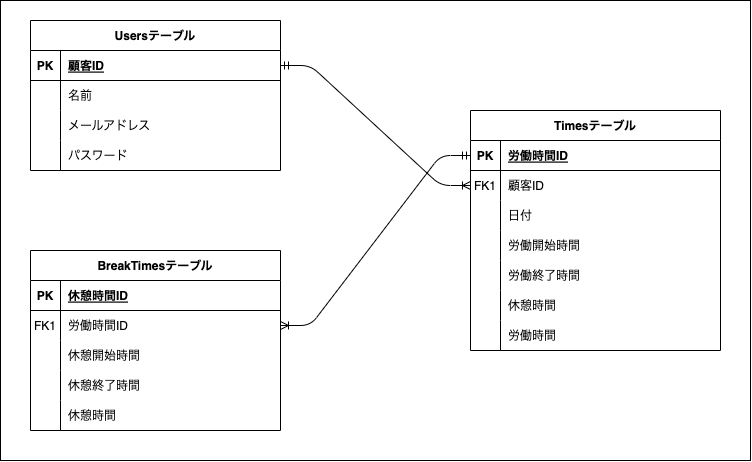 Usersテーブル
PK 顧客ID
名前
メールアドレス
パスワード
Timesテーブル
PK 労働時間ID
FK1 顧客ID
日付
労働開始時間
労働終了時間
休憩時間
労働時間
BreakTimesテーブル
PK 休憩時間ID
FK1 労働時間ID
休憩開始時間
休憩終了時間
休憩時間